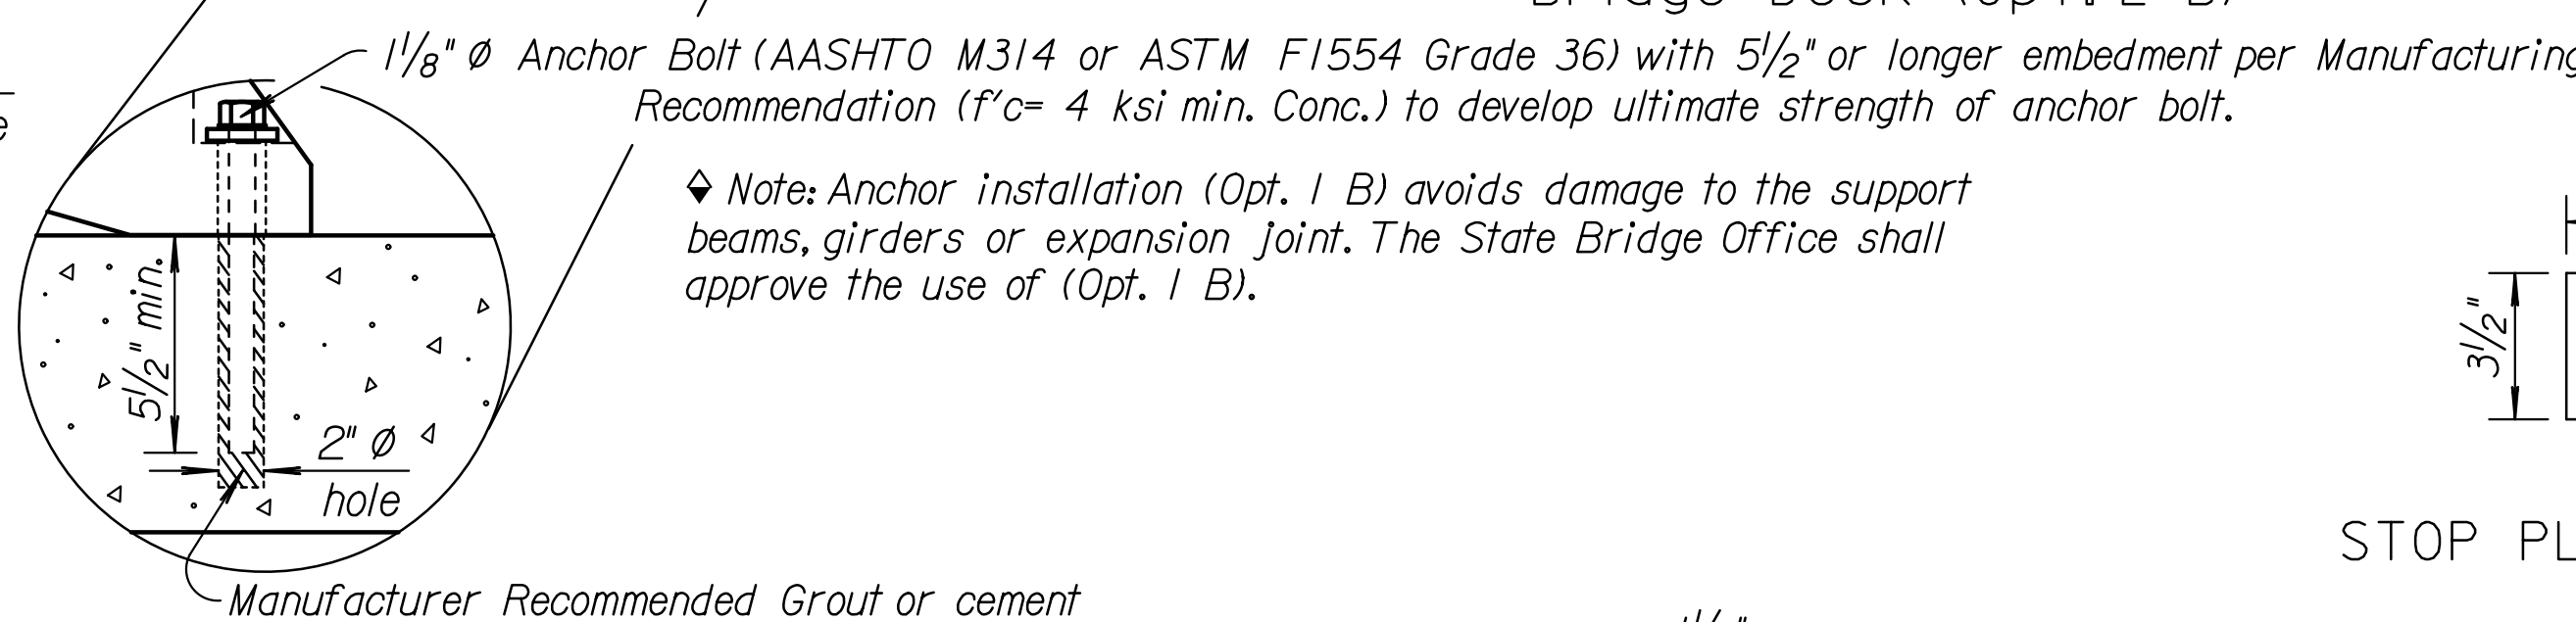 1 1/8" Ø Anchor Bolt (AASHTO M314 or ASTM F1554 Grade 36) with 5 1/2" or longer embedment per Manufacturing
Recommendation (f'c= 4 ksi min. Conc.) to develop ultimate strength of anchor bolt.
Note: Anchor installation (Opt. 1 B) avoids damage to the support
beams, girders or expansion joint. The State Bridge Office shall
approve the use of (Opt. 1 B).
5 1/2" min.
2" Ø
hole
Manufacturer Recommended Grout or cement
3 1/2"
STOP PL